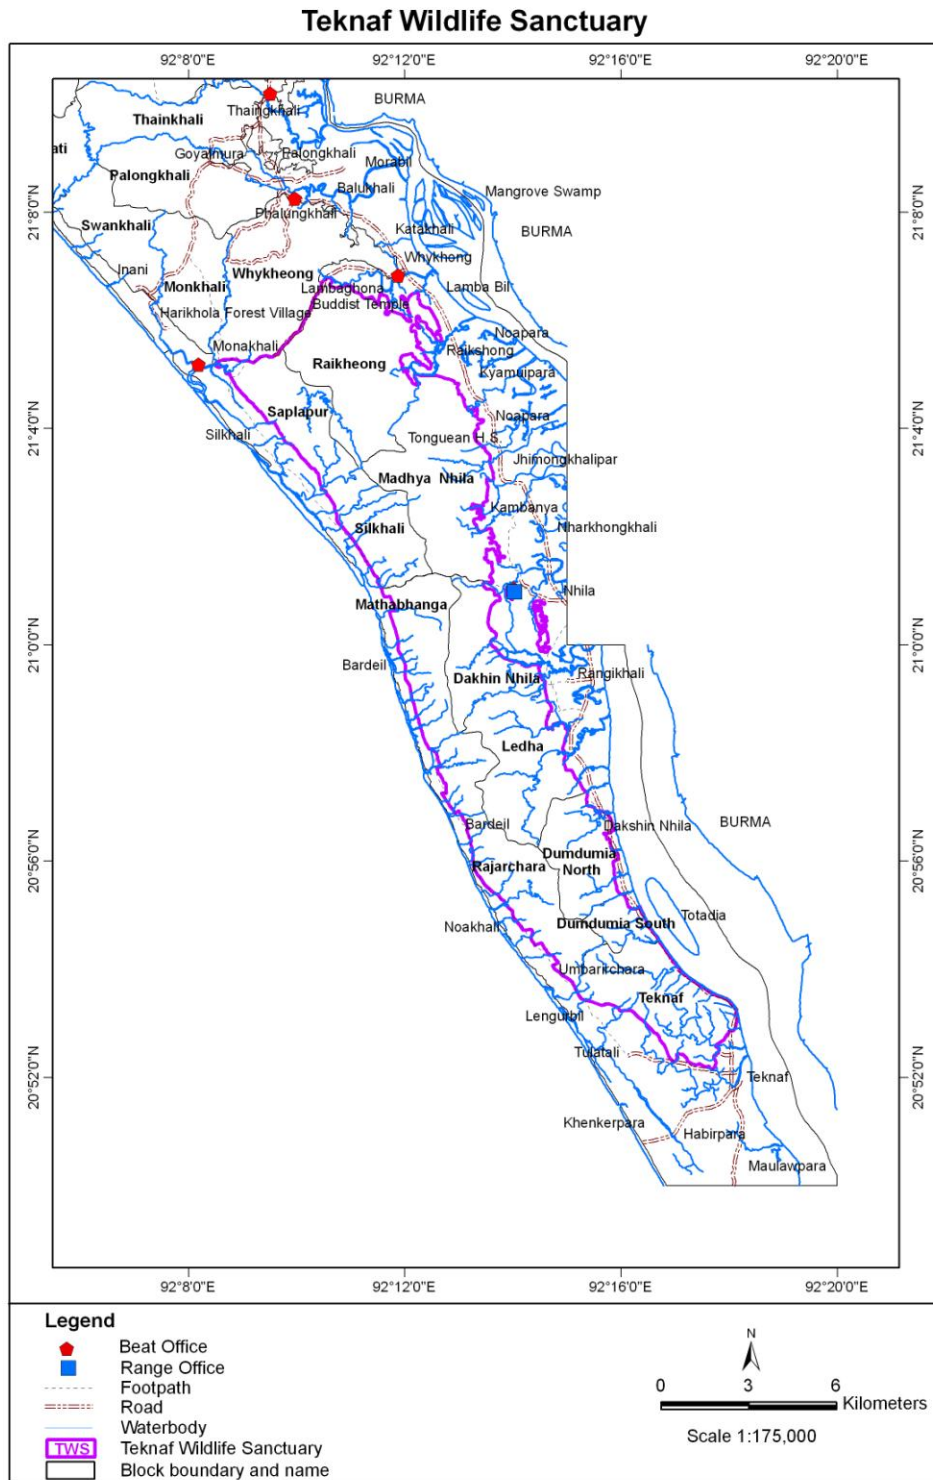 Teknaf Wildlife Sanctuary
92°8'0"E
92°12'0"E
92°16'0"E
92°20'0"E
BURMA
Thaingkhali
Thainkhali
ati
Goyalmura
Palongkhali
Morabil
Palongkhali
Balukhali
Mangrove Swamp
21°8'0"N
21°8'0"N
Phalungkhali
Swankhali
Katakhali
BURMA
Whykhong
Inani
Whykheong
Monkhali
Lambaghona
Lamba Bil
Buddist Temple
Harikhola Forest Village
Noapara
Monakhali
Raikshong
Raikheong
Kyamuipara
Saplapur
Noapara
21°4'0"N
21°4'0"N
Silkhali
Tonguean H.S.
Jhimongkhalipar
Madhya Nhila
Kambanya
Silkhali
Nharkhongkhali
Nhila
Mathabhanga
21°0'0"N
21°0'0"N
Bardeil
Dakhin Nhila
Rangikhali
Ledha
Bardeil
Dakshin Nhila
BURMA
Dumdumia
North
20°56'0"N
20°56'0"N
Rajarchara
Totadia
Noakhali
Dumdumia South
Umbarirchara
Teknaf
Lengurbil
Tulatali
20°52'0"N
20°52'0"N
Teknaf
Khenkerpara
Habirpara
Maulawpara
92°8'0"E
92°12'0"E
92°16'0"E
92°20'0"E
Legend
Beat Office
Range Office
Footpath
Road
Waterbody
TWS
Teknaf Wildlife Sanctuary
Block boundary and name
N
0
3
6
Kilometers
Scale 1:175,000